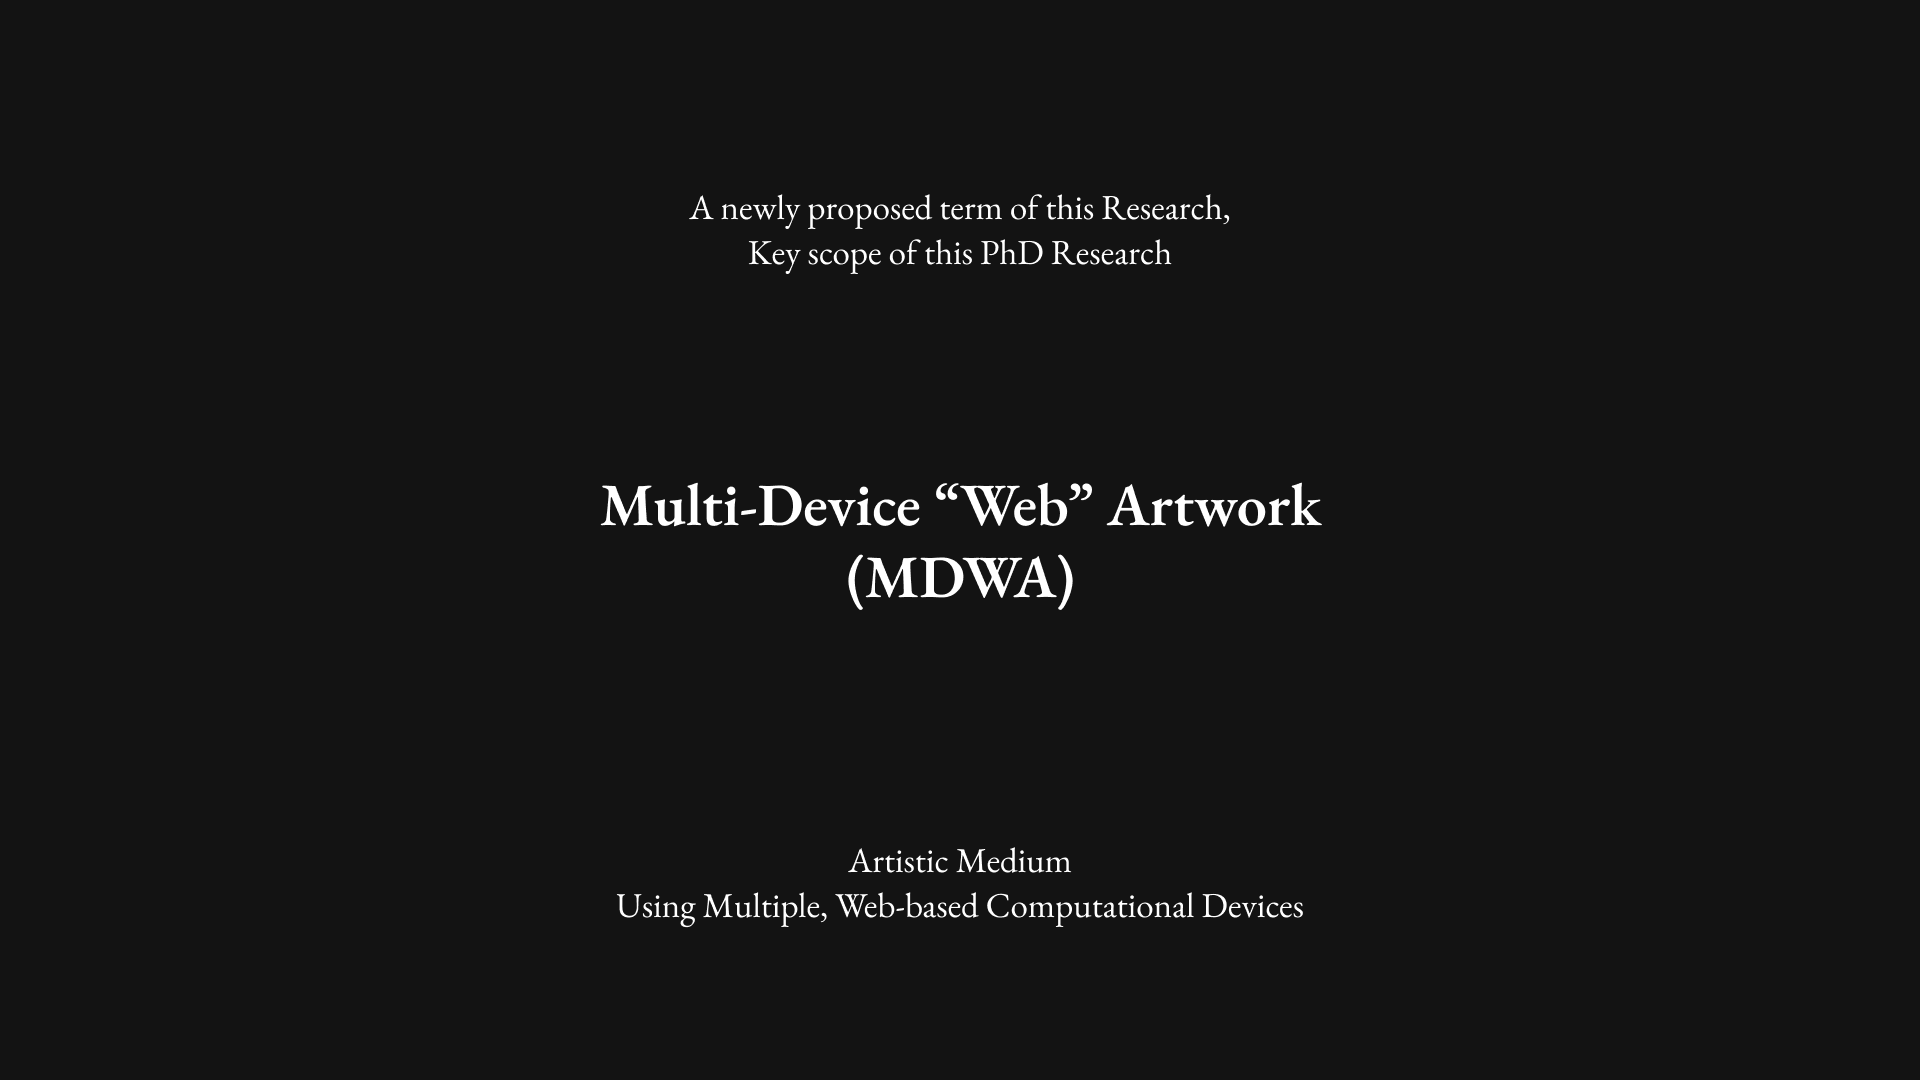 A newly proposed term of this Research,
Key scope of this PhD Research
Multi-Device “Web” Artwork
(MDWA)
Artistic Medium
Using Multiple, Web-based Computational Devices